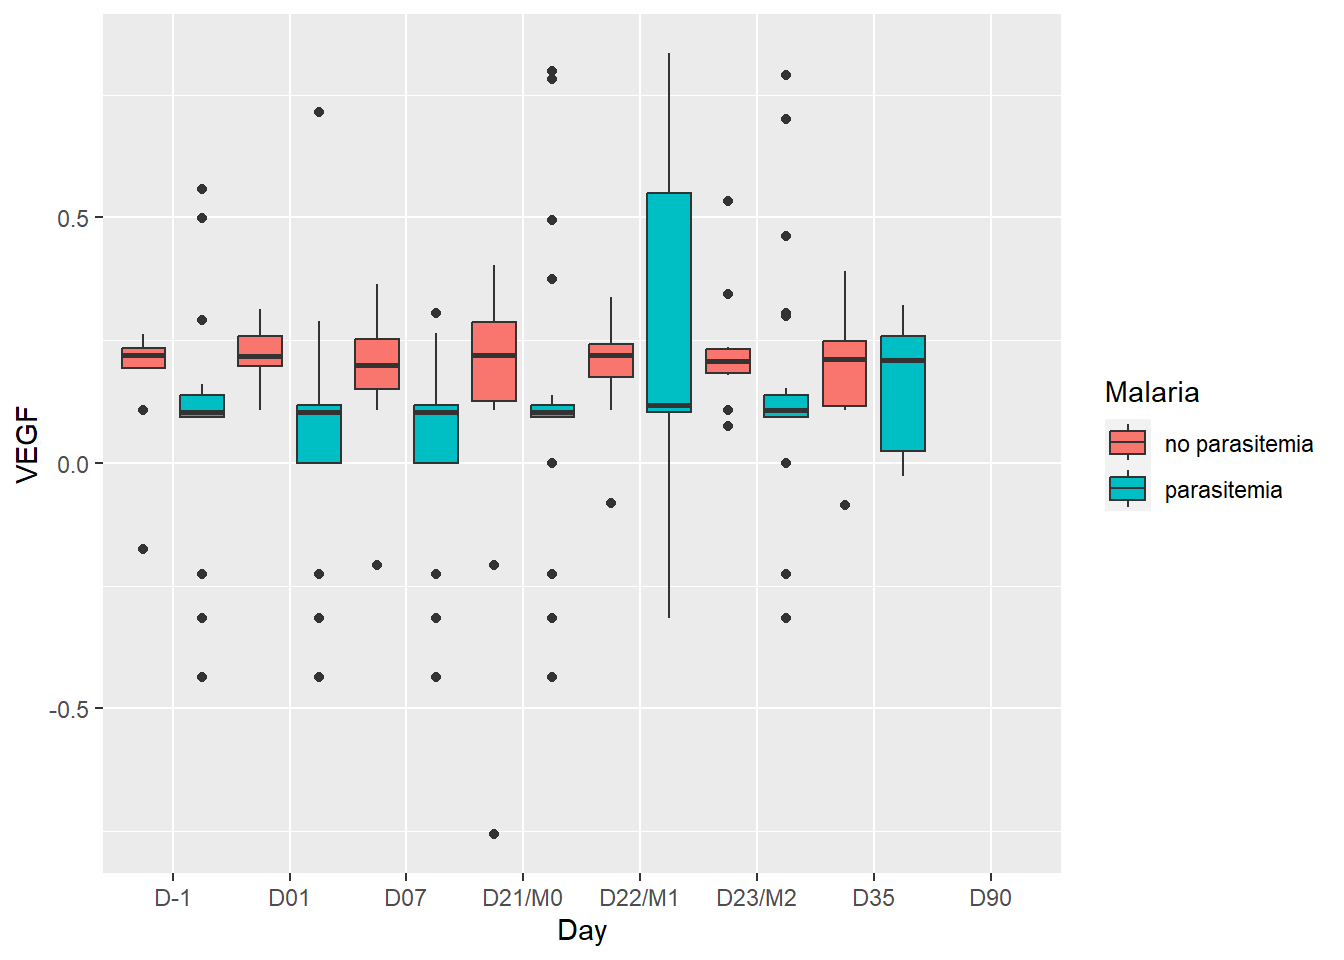 VEGF
0.5
0.0
-0.5
D-1 D01 D07 D21/M0 D22/M1 D23/M2 D35 D90
Day
Malaria
no parasitemia
parasitemia